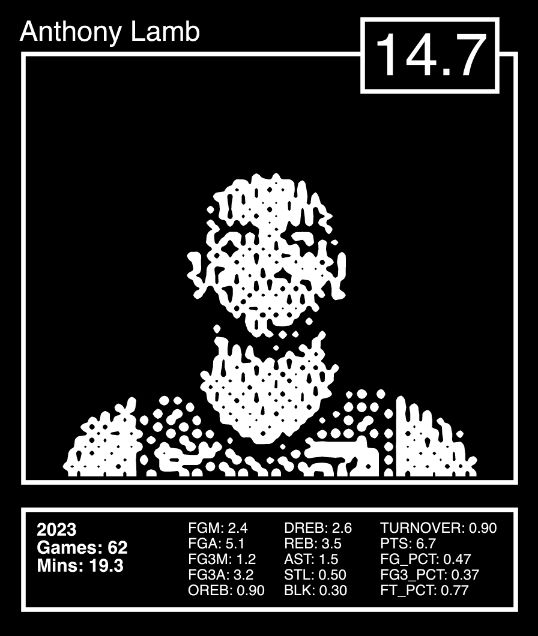 Anthony Lamb
14.7
2023
Games: 62
Mins: 19.3
FGM: 2.4
FGA: 5.1
FG3M: 1.2
FG3A: 3.2
OREB: 0.90
DREB: 2.6
REB: 3.5
AST: 1.5
STL: 0.50
BLK: 0.30
TURNOVER: 0.90
PTS: 6.7
FG_PCT: 0.47
FG3_PCT: 0.37
FT_PCT: 0.77